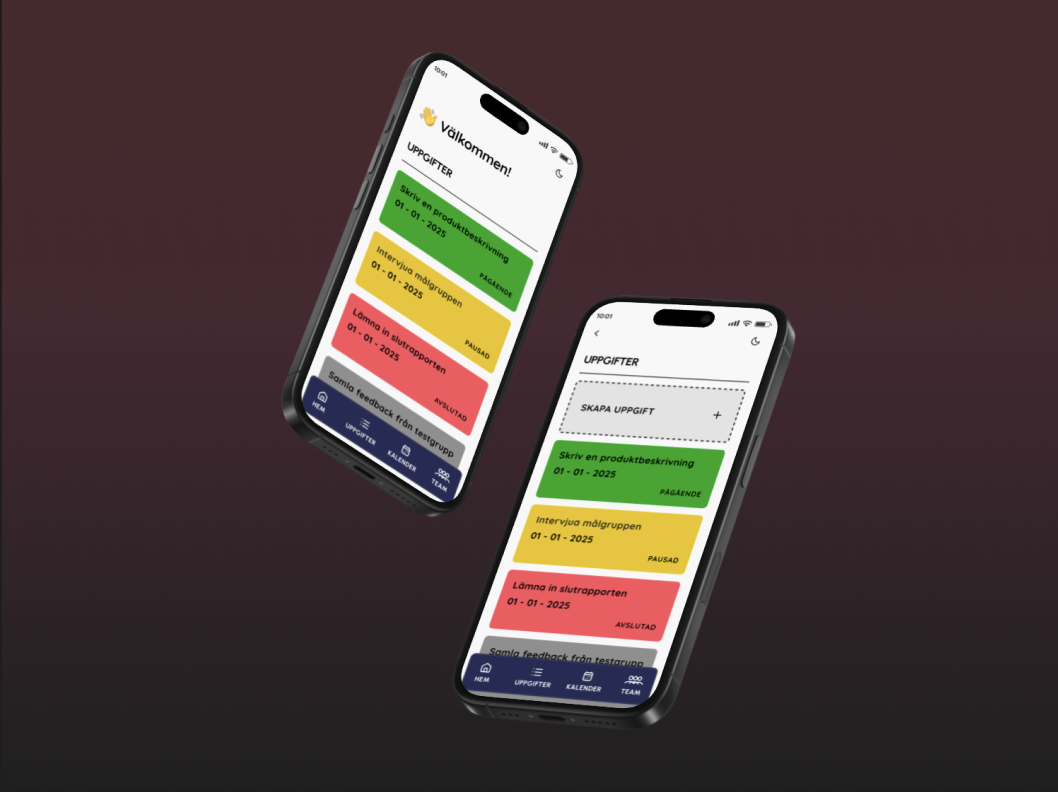 10:01
👋 Välkommen!
UPPGIFTER
Skriv en produktbeskrivning
01 - 01 - 2025
PÅGÅENDE
Intervjua målgruppen
01 - 01 - 2025
PAUSAD
Lämna in slutrapporten
01 - 01 - 2025
AVSLUTAD
Samla feedback från testgrupp
HEM
UPPGIFTER
KALENDER
TEAM
10:01
UPPGIFTER
SKAPA UPPGIFT +
Skriv en produktbeskrivning
01 - 01 - 2025
PÅGÅENDE
Intervjua målgruppen
01 - 01 - 2025
PAUSAD
Lämna in slutrapporten
01 - 01 - 2025
AVSLUTAD
Samla feedback från testgrupp
HEM
UPPGIFTER
KALENDER
TEAM